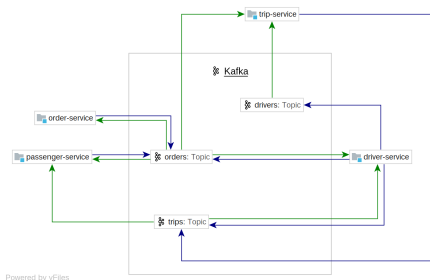 trip-service
Kafka
drivers: Topic
order-service
passenger-service
orders: Topic
driver-service
trips: Topic
Powered by yFiles